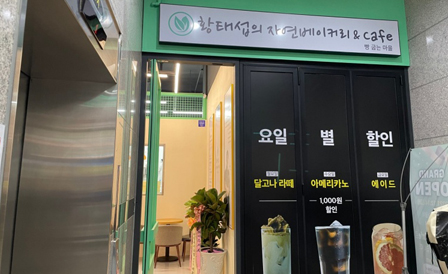 황태섭의 자연베이커리 & cafe
빵 굽는 마을
요일 별 할인
달고나 라떼 아메리카노 에이드
1,000원
할인
GRAND
OPEN